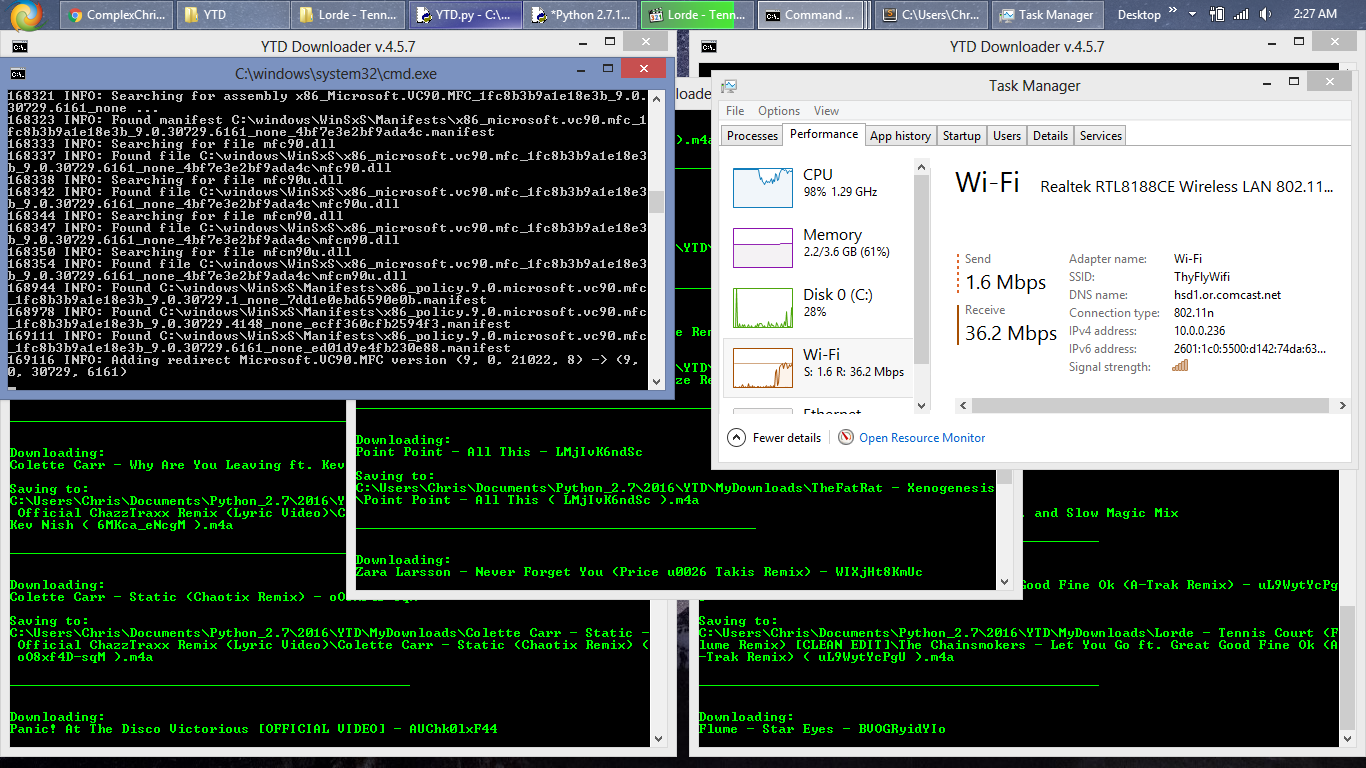 ComplexChri...
YTD
Lorde - Tenn...
YTD.py - C:\...
*Python 2.7.1...
Lorde - Tenn...
Command ...
C:\Users\Chr...
Task Manager
Desktop
2:27 AM
YTD Downloader v.4.5.7
YTD Downloader v.4.5.7
C:\windows\system32\cmd.exe
168321 INFO: Searching for assembly x86_Microsoft.VC90.MFC_1fc8b3b9a1e18e3b_9.0.
30729.6161_none ...
168323 INFO: Found manifest C:\windows\WinSxS\Manifests\x86_microsoft.vc90.mfc_1
fc8b3b9a1e18e3b_9.0.30729.6161_none_4bf7e3e2bf9ada4c.manifest
168333 INFO: Searching for file mfc90.dll
168337 INFO: Found file C:\windows\WinSxS\x86_microsoft.vc90.mfc_1fc8b3b9a1e18e3
b_9.0.30729.6161_none_4bf7e3e2bf9ada4c\mfc90.dll
168338 INFO: Searching for file mfc90u.dll
168342 INFO: Found file C:\windows\WinSxS\x86_microsoft.vc90.mfc_1fc8b3b9a1e18e3
b_9.0.30729.6161_none_4bf7e3e2bf9ada4c\mfc90u.dll
168344 INFO: Searching for file mfcm90.dll
168347 INFO: Found file C:\windows\WinSxS\x86_microsoft.vc90.mfc_1fc8b3b9a1e18e3
b_9.0.30729.6161_none_4bf7e3e2bf9ada4c\mfcm90.dll
168350 INFO: Searching for file mfcm90u.dll
168354 INFO: Found file C:\windows\WinSxS\x86_microsoft.vc90.mfc_1fc8b3b9a1e18e3
b_9.0.30729.6161_none_4bf7e3e2bf9ada4c\mfcm90u.dll
168944 INFO: Found C:\windows\WinSxS\Manifests\x86_policy.9.0.microsoft.vc90.mfc
_1fc8b3b9a1e18e3b_9.0.30729.1_none_7dd1e0ebd6590e0b.manifest
168978 INFO: Found C:\windows\WinSxS\Manifests\x86_policy.9.0.microsoft.vc90.mfc
_1fc8b3b9a1e18e3b_9.0.30729.4148_none_ecff360cfb2594f3.manifest
169111 INFO: Found C:\windows\WinSxS\Manifests\x86_policy.9.0.microsoft.vc90.mfc
_1fc8b3b9a1e18e3b_9.0.30729.6161_none_ed01d9e4fb230e88.manifest
169116 INFO: Adding redirect Microsoft.VC90.MFC version (9, 0, 21022, 8) -> (9,
0, 30729, 6161)
Task Manager
File Options View
Processes Performance App history Startup Users Details Services
CPU
98% 1.29 GHz
Memory
2.2/3.6 GB (61%)
Disk 0 (C:)
28%
Wi-Fi
S: 1.6 R: 36.2 Mbps
Wi-Fi Realtek RTL8188CE Wireless LAN 802.11...
Send
1.6 Mbps
Receive
36.2 Mbps
Adapter name: Wi-Fi
SSID: ThyFlyWifi
DNS name: hsd1.or.comcast.net
Connection type: 802.11n
IPv4 address: 10.0.0.236
IPv6 address: 2601:1c0:5500:d142:74da:63...
Signal strength:
Fewer details Open Resource Monitor
Downloading:
Colette Carr - Why Are You Leaving ft. Kev
Saving to:
C:\Users\Chris\Documents\Python_2.7\2016\Y
Official ChazzTraxx Remix (Lyric Video)\C
Kev Nish ( 6MKca_eNcgM ).m4a
Downloading:
Colette Carr - Static (Chaotix Remix) -
Saving to:
C:\Users\Chris\Documents\Python_2.7\2016\YTD\MyDownloads\Colette Carr - Static -
Official ChazzTraxx Remix (Lyric Video)\Colette Carr - Static (Chaotix Remix) (
oO8xf4D-sqM ).m4a
Downloading:
Panic! At The Disco Victorious [OFFICIAL VIDEO] - AUChk0lxF44
Downloading:
Point Point - All This - LMjIvK6ndSc
Saving to:
C:\Users\Chris\Documents\Python_2.7\2016\YTD\MyDownloads\TheFatRat - Xenogenesis
\Point Point - All This ( LMjIvK6ndSc ).m4a
Downloading:
Zara Larsson - Never Forget You (Price u0026 Takis Remix) - WIXjHt8KmUc
. and Slow Magic Mix
Good Fine Ok (A-Trak Remix) - uL9WytYcPg
Saving to:
C:\Users\Chris\Documents\Python_2.7\2016\YTD\MyDownloads\Lorde - Tennis Court (F
lume Remix) [CLEAN EDIT]\The Chainsmokers - Let You Go ft. Great Good Fine Ok (A
-Trak Remix) ( uL9WytYcPgU ).m4a
Downloading:
Flume - Star Eyes - BVOGRyidYIo